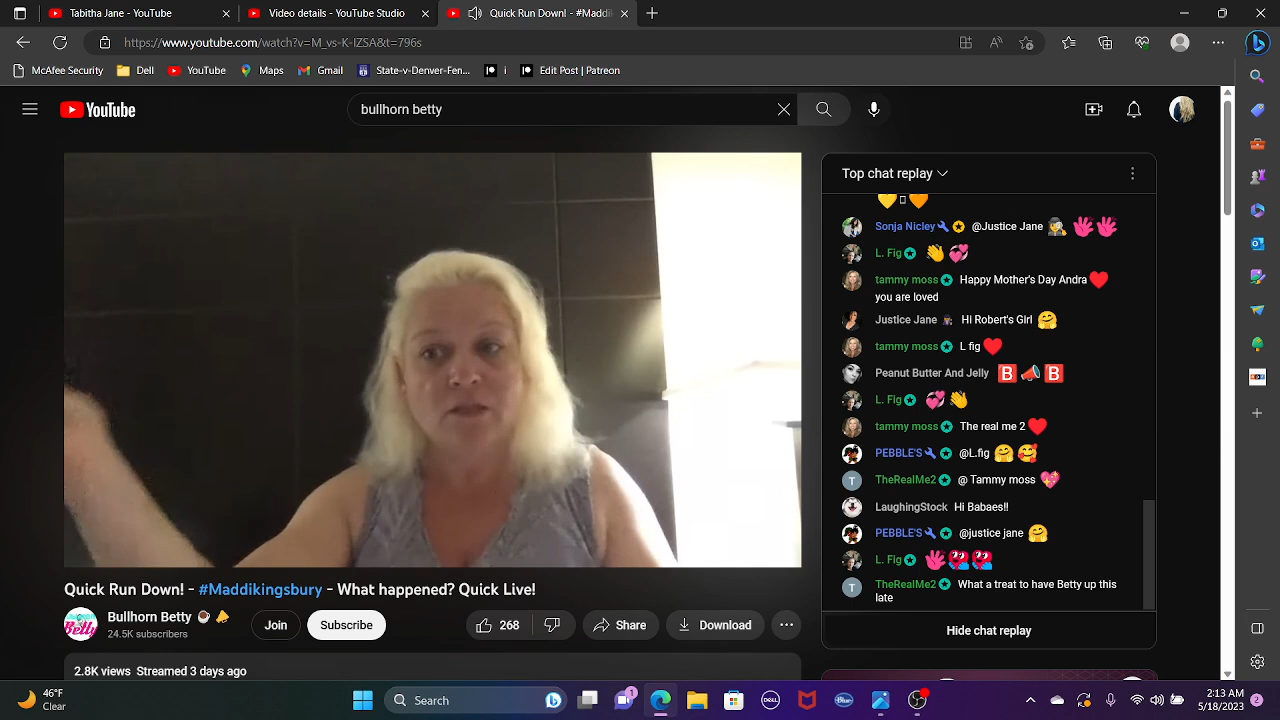 Tabitha Jane - YouTube
Video details - YouTube Studio
Quick Run Down! - #Maddi
https://www.youtube.com/watch?v=M_vs-K-IZSA&t=796s
McAfee Security
Dell
YouTube
Maps
Gmail
State-v-Denver-Fen...
i
Edit Post | Patron
YouTube
bullhorn betty
Top chat replay
Sonja Nicley @Justice Jane
L. Fig
tammy moss Happy Mother's Day Andra
you are loved
Justice Jane Hi Robert's Girl
tammy moss L fig
Peanut Butter And Jelly B B
L. Fig
tammy moss The real me 2
PEBBLE'S @L.fig
T TheRealMe2 @ Tammy moss
LaughingStock Hi Babaes!!
PEBBLE'S @justice jane
L. Fig
T TheRealMe2 What a treat to have Betty up this
late
Hide chat replay
Quick Run Down! - #Maddikingsbury - What happened? Quick Live!
Betty
Bullhorn Betty
24.5K subscribers
Join
Subscribe
268
Share
Download
2.8K views Streamed 3 days ago
46°F
Clear
Search
1
DELL
2:13 AM
5/18/2023
2